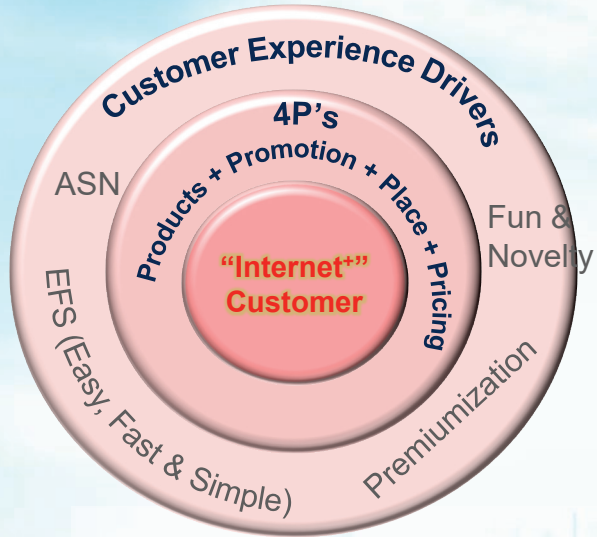 Customer Experience Drivers
4P's
Products + Promotion + Place + Pricing
ASN
Fun &
Novelty
"Internet⁺"
Customer
EFS (Easy, Fast & Simple)
Premiumization